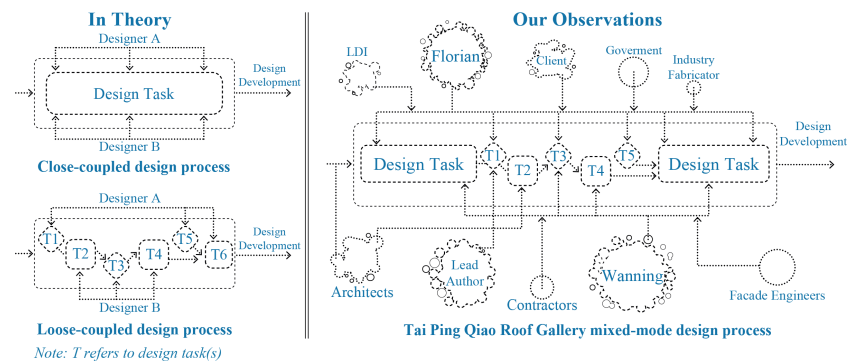 In Theory
Designer A
Design Task
Design
Development
Designer B
Close-coupled design process
Designer A
T1
T2
T3
T4
T5
T6
Design
Development
Designer B
Loose-coupled design process
Note: T refers to design task(s)
Our Observations
LDI
Florian
Client
Goverment
Industry
Fabricator
Design Task
T1
T2
T3
T4
T5
Design Task
Design
Development
Architects
Lead
Author
Contractors
Wanning
Facade Engineers
Tai Ping Qiao Roof Gallery mixed-mode design process